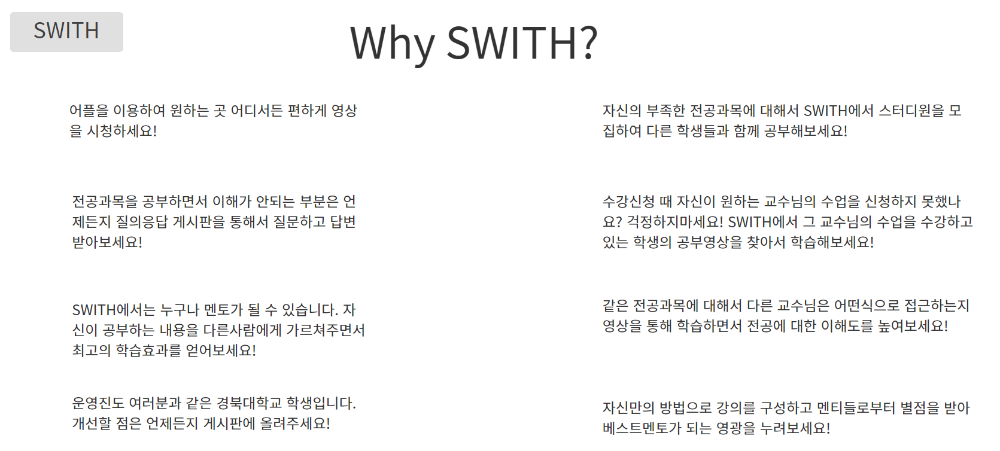 SWITH
Why SWITH?
어플을 이용하여 원하는 곳 어디서든 편하게 영상
을 시청하세요!
전공과목을 공부하면서 이해가 안되는 부분은 언
제든지 질의응답 게시판을 통해서 질문하고 답변
받아보세요!
SWITH에서는 누구나 멘토가 될 수 있습니다. 자
신이 공부하는 내용을 다른사람에게 가르쳐주면서
최고의 학습효과를 얻어보세요!
운영진도 여러분과 같은 경북대학교 학생입니다.
개선할 점은 언제든지 게시판에 올려주세요!
자신의 부족한 전공과목에 대해서 SWITH에서 스터디원을 모
집하여 다른 학생들과 함께 공부해보세요!
수강신청 때 자신이 원하는 교수님의 수업을 신청하지 못했나
요? 걱정하지마세요! SWITH에서 그 교수님의 수업을 수강하고
있는 학생의 공부영상을 찾아서 학습해보세요!
같은 전공과목에 대해서 다른 교수님은 어떤식으로 접근하는지
영상을 통해 학습하면서 전공에 대한 이해도를 높여보세요!
자신만의 방법으로 강의를 구성하고 멘티들로부터 별점을 받아
베스트멘토가 되는 영광을 누려보세요!